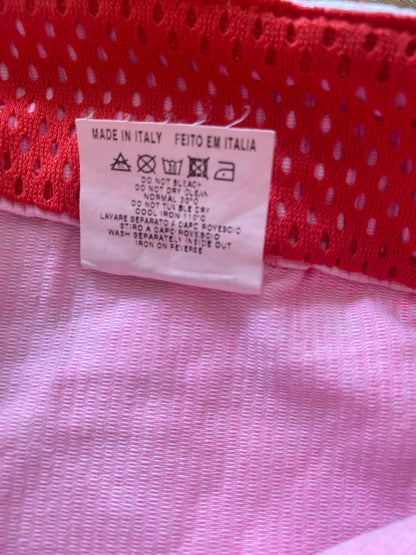 MADE IN ITALY FEITO EM ITALIA
DO NOT BLEACH
DO NOT DRY CLEAN
NORMAL 30°C
DO NOT TUMBLE DRY
COOL IRON 110°C
LAVARE SEPARATO / CAPO ROVESCIO
STIRO A CAPO ROVESCIO
WASH SEPARATELY INSIDE OUT
IRON ON REVERSE